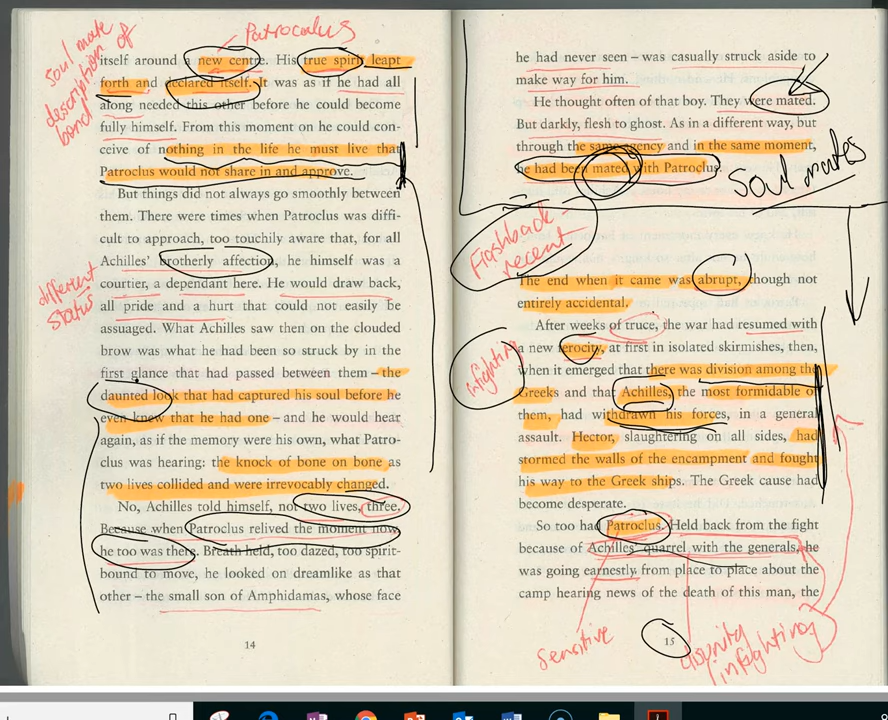 Patrocalus
soul mate
description of
bond
itself around a new centre. His true spirit leapt
forth and declared itself. It was as if he had all
along needed this other before he could become
fully himself. From this moment on he could con-
ceive of nothing in the life he must live that
Patroclus would not share in and approve.
But things did not always go smoothly between
them. There were times when Patroclus was diffi-
cult to approach, too touchily aware that, for all
Achilles' brotherly affection, he himself was a
courtier, a dependant here. He would draw back,
all pride and a hurt that could not easily be
assuaged. What Achilles saw then on the clouded
brow was what he had been so struck by in the
first glance that had passed between them – the
daunted look that had captured his soul before he
even knew that he had one – and he would hear
again, as if the memory were his own, what Patro-
clus was hearing: the knock of bone on bone as
two lives collided and were irrevocably changed.
No, Achilles told himself, not two lives, three.
Because when Patroclus relived the moment now
he too was there. Breath held, too dazed, too spirit-
bound to move, he looked on dreamlike as that
other – the small son of Amphidamas, whose face
different
status
14
he had never seen – was casually struck aside to
make way for him.
He thought often of that boy. They were mated.
But darkly, flesh to ghost. As in a different way, but
through the same agency and in the same moment,
he had been mated with Patroclus.
soul mates
Flashback –
recent
The end when it came was abrupt, though not
entirely accidental.
After weeks of truce, the war had resumed with
a new ferocity, at first in isolated skirmishes, then,
when it emerged that there was division among the
Greeks and that Achilles, the most formidable of
them, had withdrawn his forces, in a general
assault. Hector, slaughtering on all sides, had
stormed the walls of the encampment and fought
his way to the Greek ships. The Greek cause had
become desperate.
So too had Patroclus. Held back from the fight
because of Achilles' quarrel with the generals, he
was going earnestly from place to place about the
camp hearing news of the death of this man, the
infighting
sensitive
15
disunity
infighting